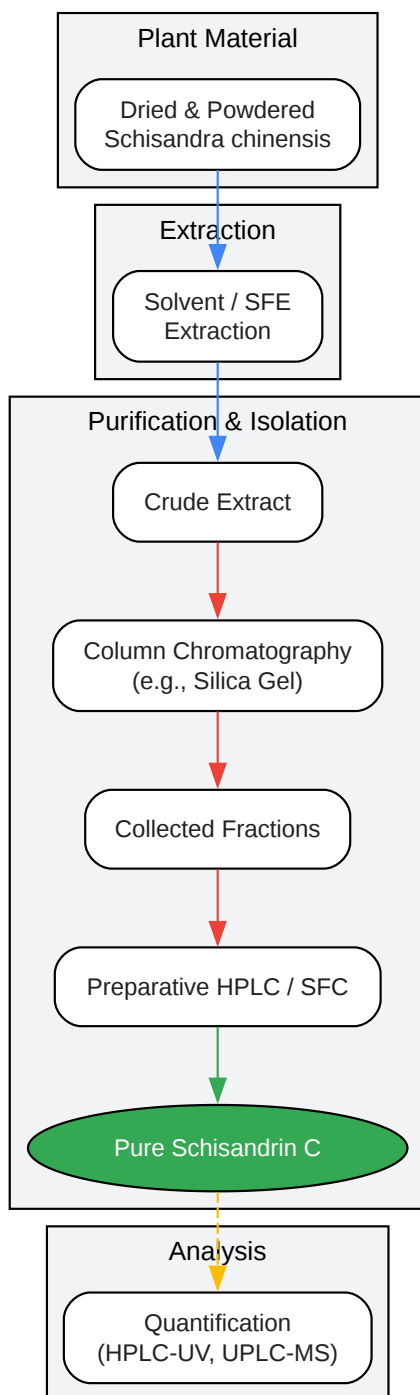 Plant Material
Dried & Powdered
Schisandra chinensis
Extraction
Solvent / SFE
Extraction
Purification & Isolation
Crude Extract
Column Chromatography
(e.g., Silica Gel)
Collected Fractions
Preparative HPLC / SFC
Pure Schisandrin C
Analysis
Quantification
(HPLC-UV, UPLC-MS)